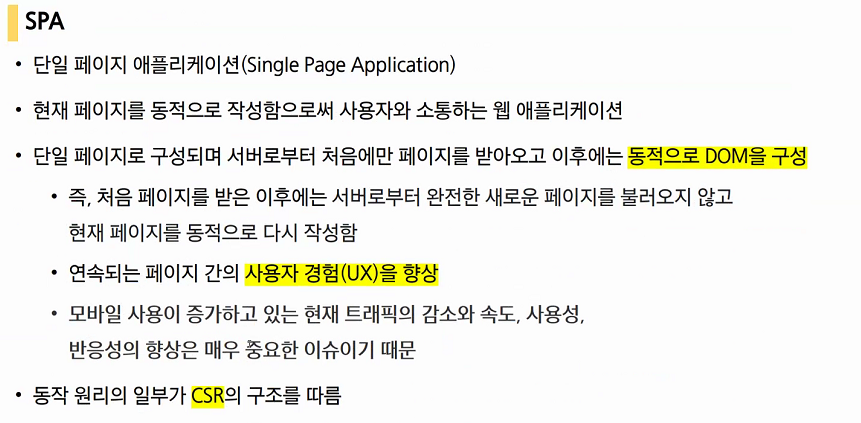 SPA
• 단일 페이지 애플리케이션(Single Page Application)
• 현재 페이지를 동적으로 작성함으로써 사용자와 소통하는 웹 애플리케이션
• 단일 페이지로 구성되며 서버로부터 처음에만 페이지를 받아오고 이후에는 동적으로 DOM을 구성
• 즉, 처음 페이지를 받은 이후에는 서버로부터 완전한 새로운 페이지를 불러오지 않고
현재 페이지를 동적으로 다시 작성함
• 연속되는 페이지 간의 사용자 경험(UX)을 향상
• 모바일 사용이 증가하고 있는 현재 트래픽의 감소와 속도, 사용성,
반응성의 향상은 매우 중요한 이슈이기 때문
• 동작 원리의 일부가 CSR의 구조를 따름